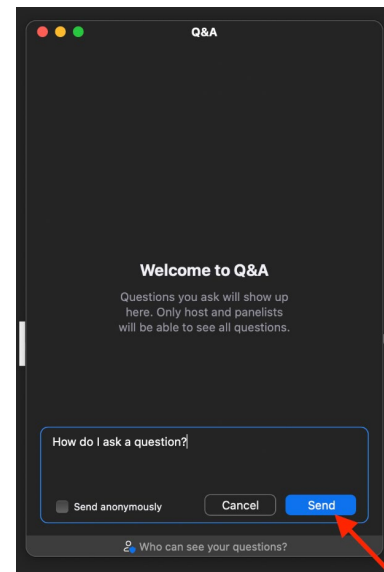 Q&A
Welcome to Q&A
Questions you ask will show up
here. Only host and panelists
will be able to see all questions.
How do I ask a question?
Send anonymously
Cancel
Send
Who can see your questions?